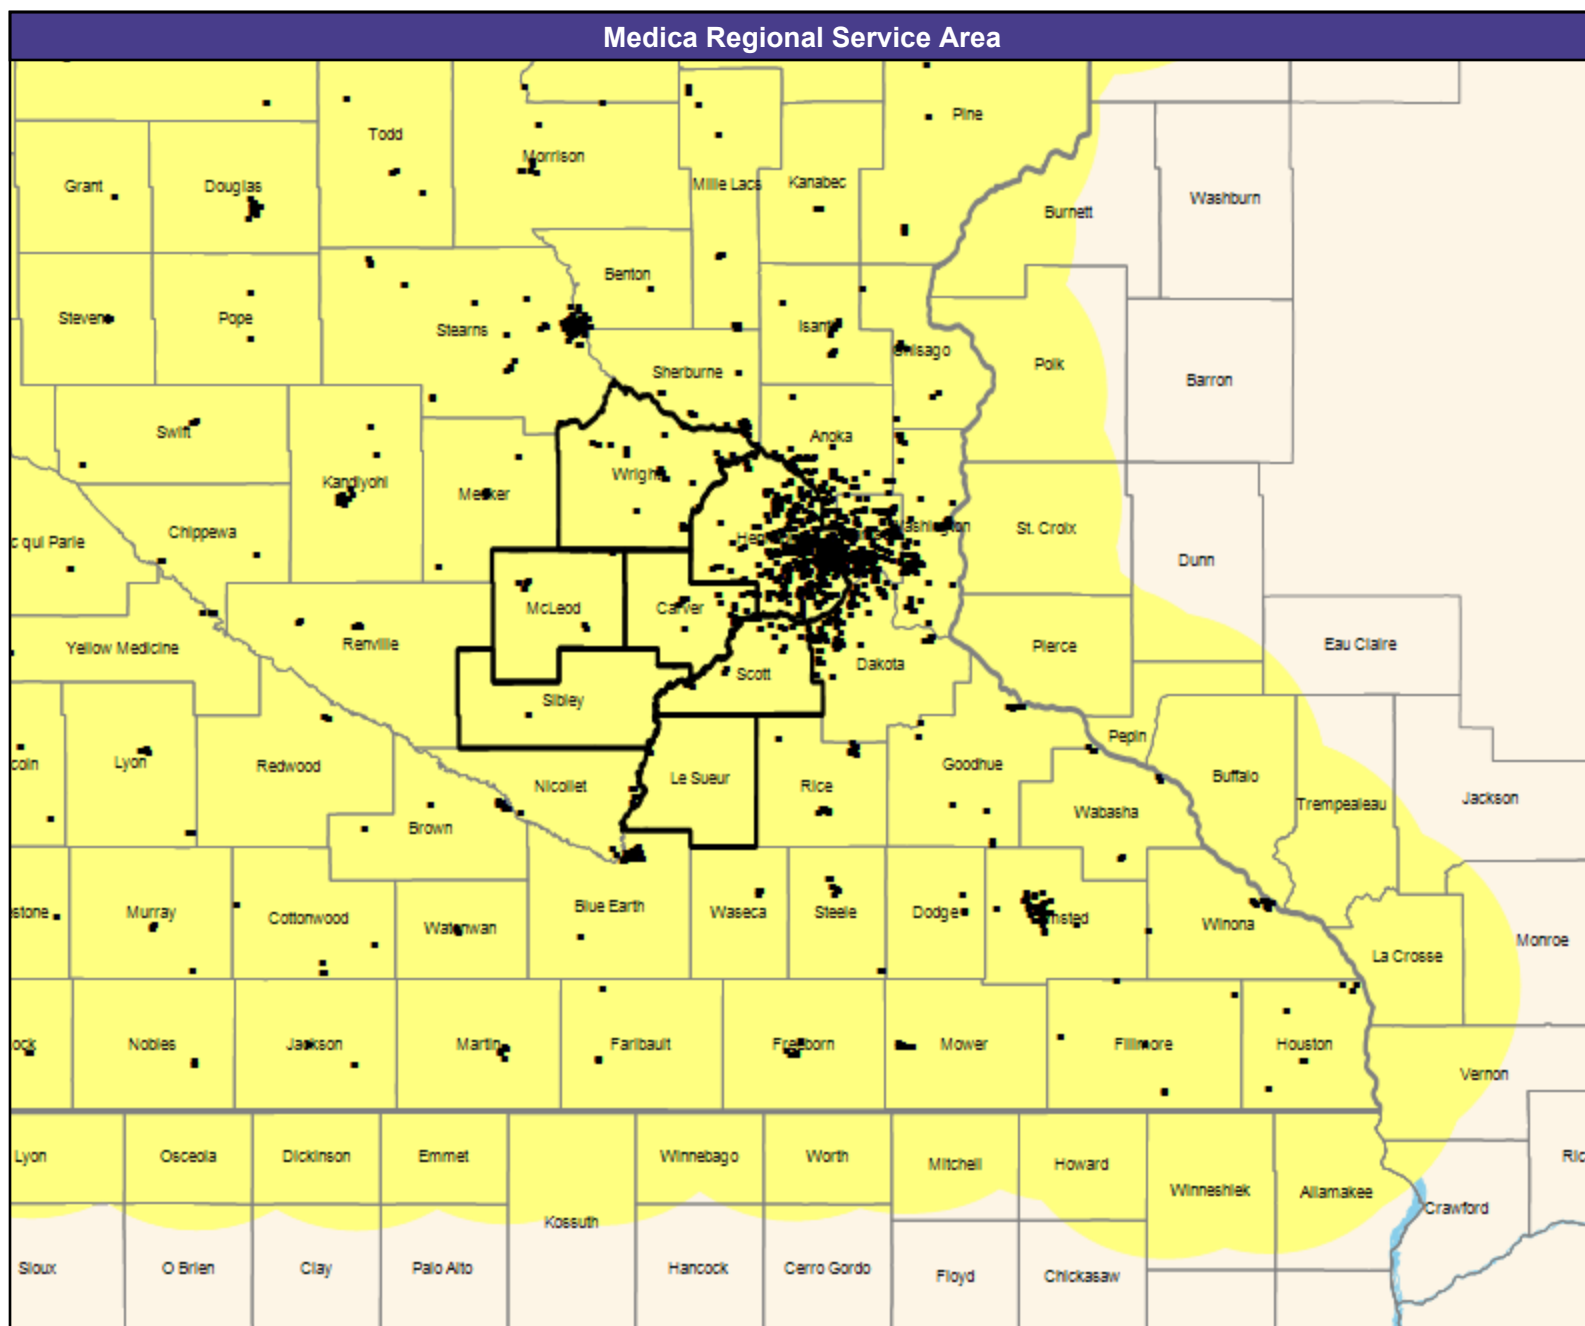 Medica Regional Service Area
Pine
Todd
Morrison
Grant
Douglas
Mille Lacs
Kanabec
Washburn
Burnett
Benton
Stevens
Pope
Stearns
Isanti
Chisago
Polk
Barron
Sherburne
Swift
Anoka
Wright
Kandiyohi
Meeker
Chippewa
c qui Parle
Washington
St. Croix
Dunn
McLeod
Carver
Renville
Yellow Medicine
Pierce
Eau Claire
Dakota
Scott
Sibley
Pepin
Lyon
coln
Redwood
Nicollet
Le Sueur
Rice
Goodhue
Buffalo
Trempealeau
Jackson
Wabasha
Brown
stone
Murray
Cottonwood
Watonwan
Blue Earth
Waseca
Steele
Dodge
msted
Winona
La Crosse
Monroe
ock
Nobles
Jackson
Martin
Faribault
Freeborn
Mower
Fillmore
Houston
Vernon
Lyon
Osceola
Dickinson
Emmet
Winnebago
Worth
Mitchell
Howard
Winneshiek
Allamakee
Ric
Crawford
Kossuth
Sioux
O Brien
Clay
Palo Alto
Hancock
Cerro Gordo
Floyd
Chickasaw